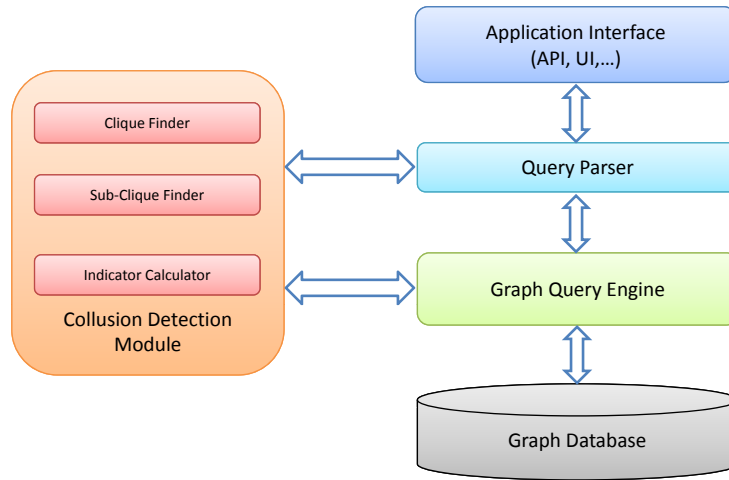 Application Interface
(API, UI,...)
Clique Finder
Query Parser
Sub-Clique Finder
Indicator Calculator
Graph Query Engine
Collusion Detection
Module
Graph Database